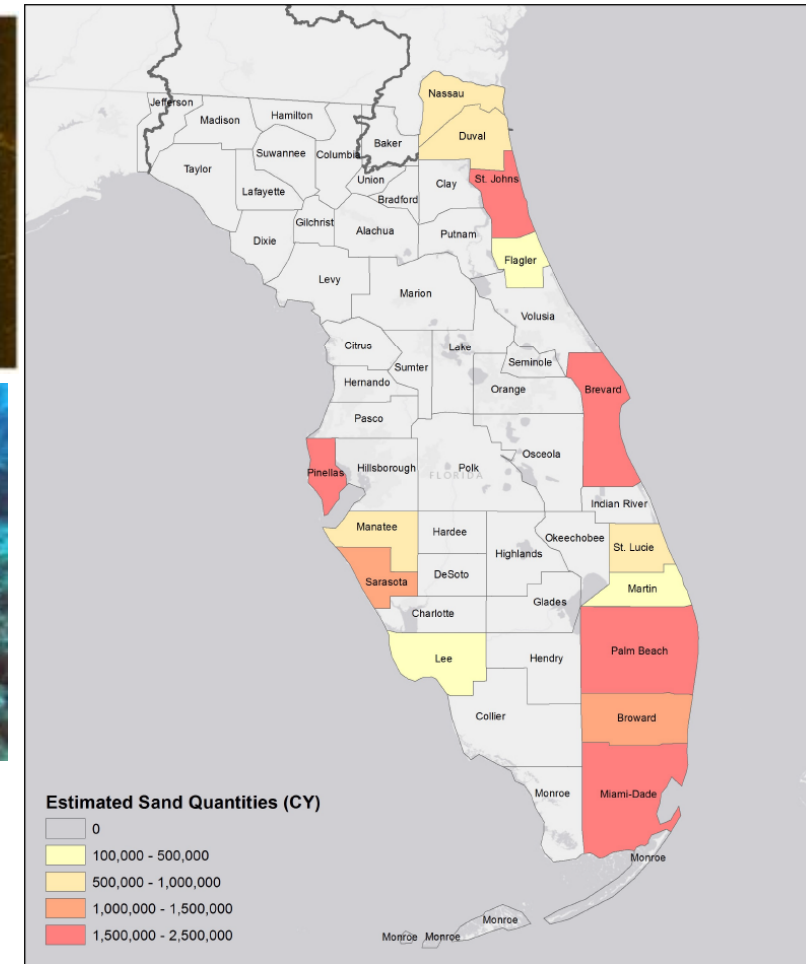 Nassau
Jefferson
Madison
Hamilton
Duval
Baker
Suwannee
Columbia
Taylor
Union
Clay
St. Johns
Lafayette
Bradford
Gilchrist
Alachua
Putnam
Dixie
Flagler
Levy
Marion
Volusia
Citrus
Lake
Sumter
Seminole
Hernando
Orange
Brevard
Pasco
Osceola
Pinellas
Hillsborough
Polk
FLORIDA
Indian River
Manatee
Hardee
Okeechobee
Highlands
St. Lucie
Sarasota
DeSoto
Martin
Glades
Charlotte
Palm Beach
Lee
Hendry
Collier
Broward
Monroe
Miami-Dade
Monroe
Monroe
Monroe
Monroe
Estimated Sand Quantities (CY)
0
100,000 - 500,000
500,000 - 1,000,000
1,000,000 - 1,500,000
1,500,000 - 2,500,000